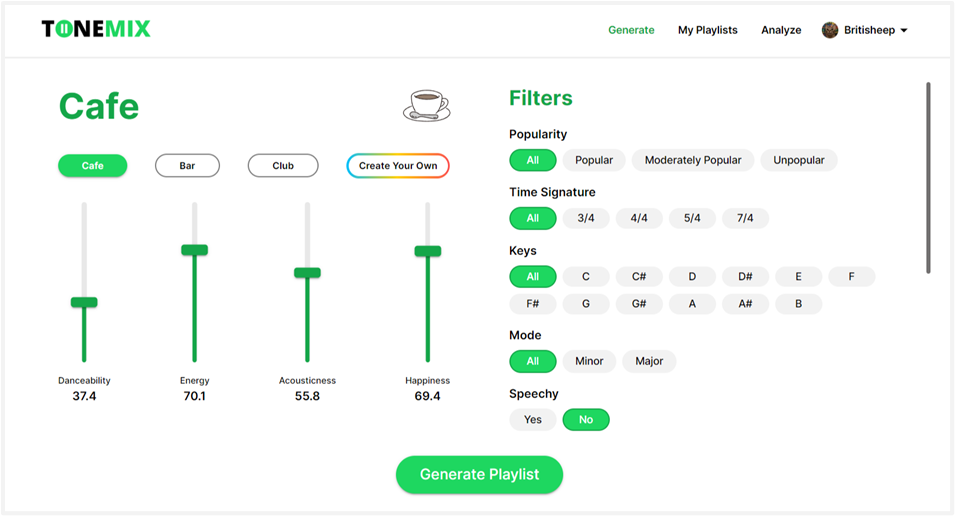 TONEMIX
Generate My Playlists Analyze Britisheep
Cafe
Cafe Bar Club Create Your Own
Danceability Energy Acousticness Happiness
37.4 70.1 55.8 69.4
Filters
Popularity
All Popular Moderately Popular Unpopular
Time Signature
All 3/4 4/4 5/4 7/4
Keys
All C C# D D# E F
F# G G# A A# B
Mode
All Minor Major
Speechy
Yes No
Generate Playlist